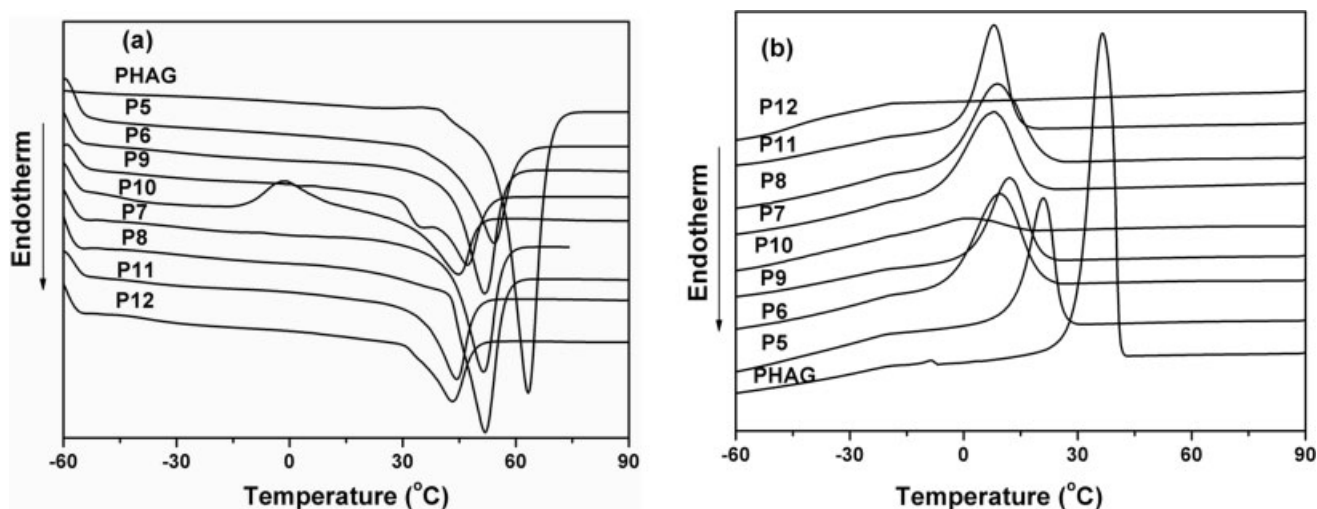 (a)
PHAG
P5
P6
P9
P10
P7
P8
P11
P12
Endotherm
-60
-30
0
30
60
90
Temperature (°C)
(b)
P12
P11
P8
P7
P10
P9
P6
P5
PHAG
Endotherm
-60
-30
0
30
60
90
Temperature (°C)